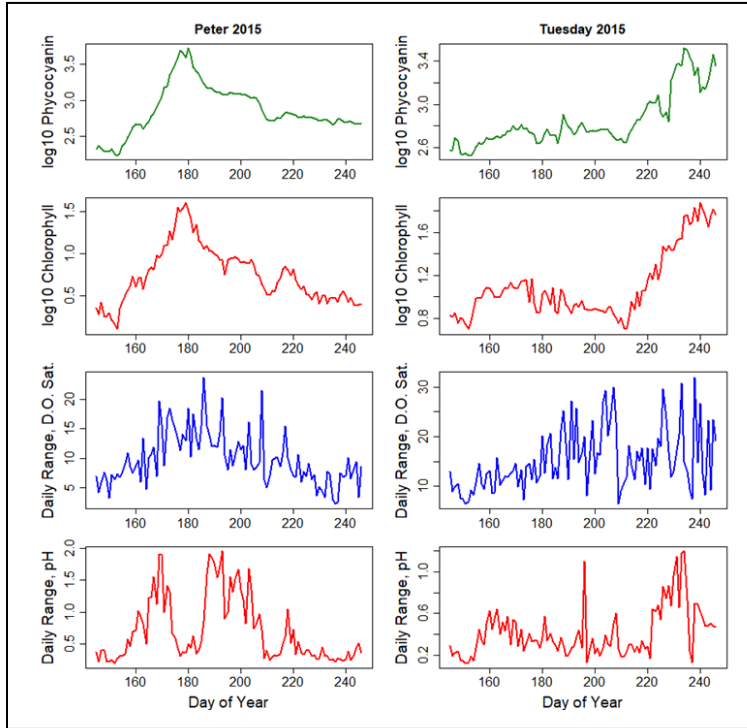 Peter 2015
Tuesday 2015
log10 Phycocyanin
2.5 3.0 3.5
160 180 200 220 240
log10 Phycocyanin
2.6 3.0 3.4
160 180 200 220 240
log10 Chlorophyll
0.5 1.0 1.5
160 180 200 220 240
log10 Chlorophyll
0.8 1.2 1.6
160 180 200 220 240
Daily Range, D.O. Sat.
5 10 15 20
160 180 200 220 240
Daily Range, D.O. Sat.
10 20 30
160 180 200 220 240
Daily Range, pH
0.5 1.0 1.5 2.0
160 180 200 220 240
Day of Year
Daily Range, pH
0.2 0.6 1.0
160 180 200 220 240
Day of Year